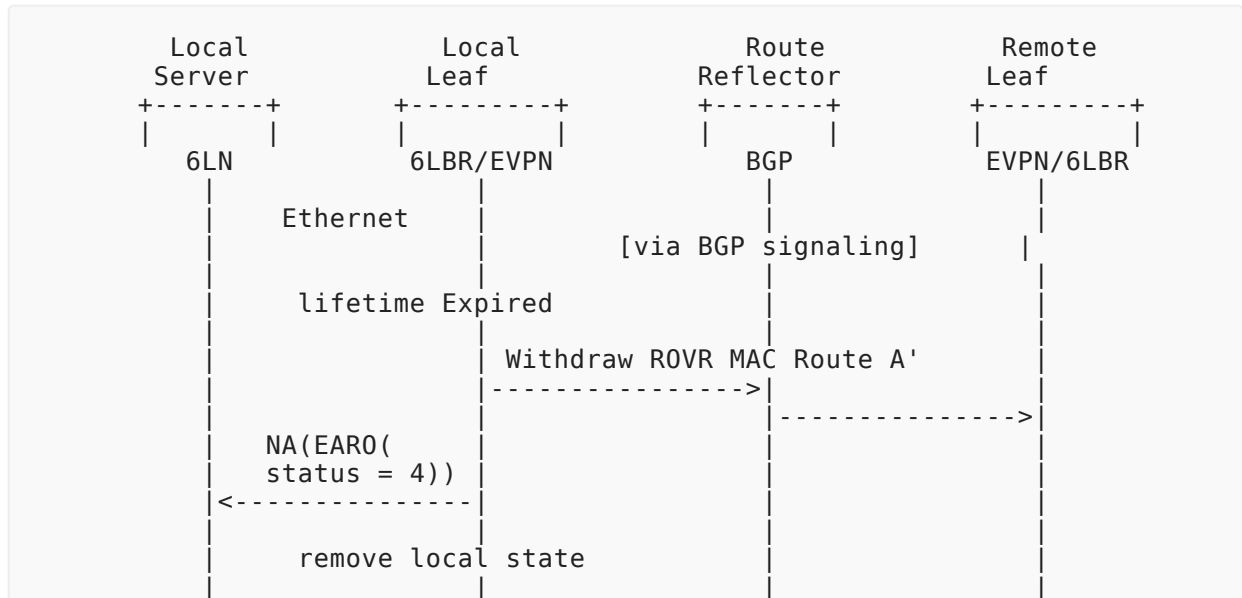 Local Local Route Remote
Server Leaf Reflector Leaf
+-------+ +---------+ +-------+ +---------+
| | | | | | | |
6LN 6LBR/EVPN BGP EVPN/6LBR
| | | |
| Ethernet | | |
| | [via BGP signaling] |
| | | |
| lifetime Expired | |
| | | |
| | Withdraw ROVR MAC Route A' |
| |---------------->| |
| | |--------------->|
| NA(EARO( | | |
| status = 4)) | | |
|<---------------| | |
| | | |
| remove local state | |
| | | |